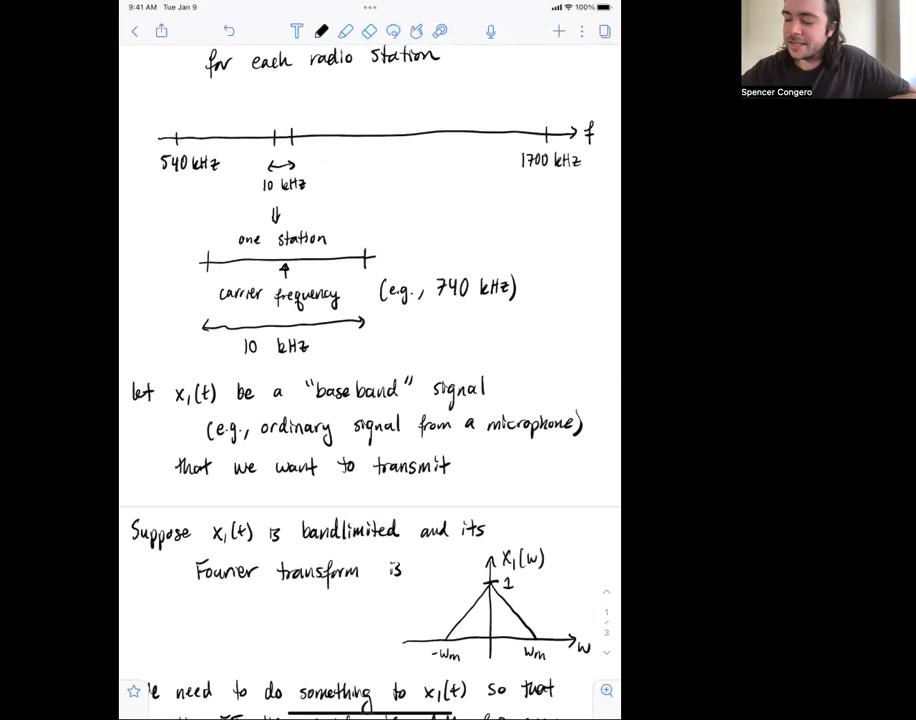 9:41 AM Tue Jan 9
100%
for each radio station
f
540 kHz
1700 kHz
10 kHz
one station
carrier frequency
(e.g., 740 kHz)
10 kHz
let x₁(t) be a "baseband" signal
(e.g., ordinary signal from a microphone)
that we want to transmit
Suppose x₁(t) is bandlimited and its
Fourier transform is
X₁(ω)
1
-ωm
ωm
ω
need to do something to x₁(t) so that
1
3
Spencer Congero